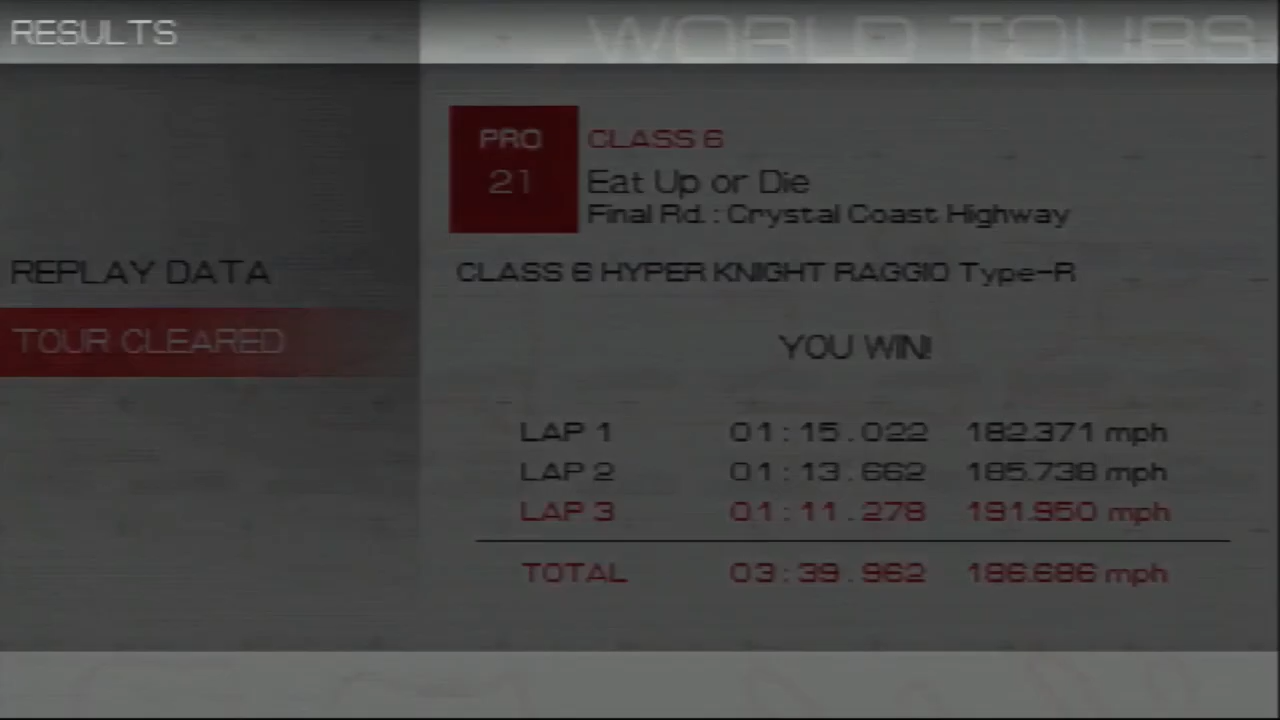 RESULTS
WORLD TOURS
PRO
21
CLASS 6
Eat Up or Die
Final Rd. : Crystal Coast Highway
REPLAY DATA
TOUR CLEARED
CLASS 6 HYPER KNIGHT RAGGIO Type-R
YOU WIN!
LAP 1 01 : 15 . 022 182.371 mph
LAP 2 01 : 13 . 662 185.738 mph
LAP 3 01 : 11 . 278 191.950 mph
TOTAL 03 : 39 . 962 186.686 mph